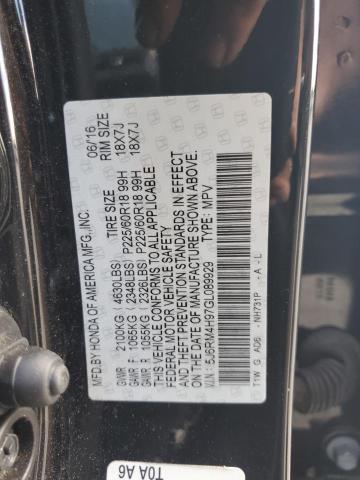 MFD.BY HONDA OF AMERICA MFG.,INC. 06/16
TIRE SIZE RIM SIZE
GVWR 2100KG (4630LBS)
GAWR F 1065KG (2348LBS) P225/60R18 99H 18X7J
GAWR R 1055KG (2326LBS) P225/60R18 99H 18X7J
THIS VEHICLE CONFORMS TO ALL APPLICABLE
FEDERAL MOTOR VEHICLE SAFETY
AND THEFT PREVENTION STANDARDS IN EFFECT
ON THE DATE OF MANUFACTURE SHOWN ABOVE.
5J6RM4H97GL089929 TYPE: MPV
T1W G AD6 - NH731P - A - L
T0A A6